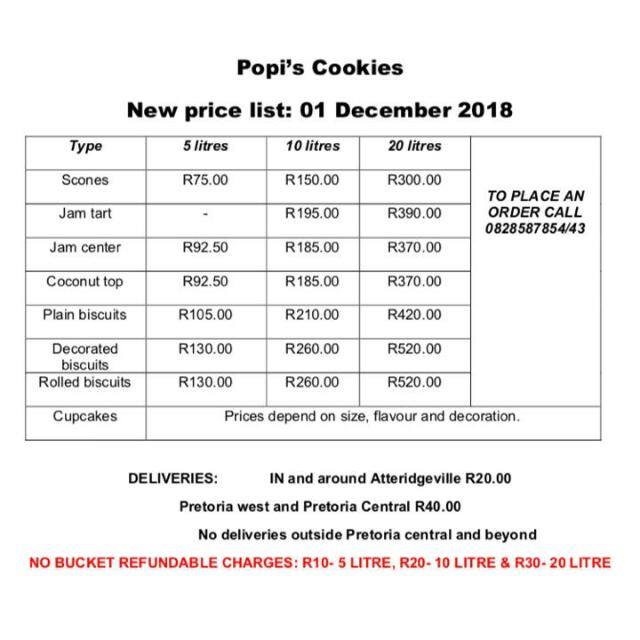 Popi's Cookies
New price list: 01 December 2018
Type 5 litres 10 litres 20 litres
Scones R75.00 R150.00 R300.00
Jam tart - R195.00 R390.00
Jam center R92.50 R185.00 R370.00
Coconut top R92.50 R185.00 R370.00
Plain biscuits R105.00 R210.00 R420.00
Decorated biscuits R130.00 R260.00 R520.00
Rolled biscuits R130.00 R260.00 R520.00
TO PLACE AN
ORDER CALL
0828587854/43
Cupcakes Prices depend on size, flavour and decoration.
DELIVERIES: IN and around Atteridgeville R20.00
Pretoria west and Pretoria Central R40.00
No deliveries outside Pretoria central and beyond
NO BUCKET REFUNDABLE CHARGES: R10- 5 LITRE, R20- 10 LITRE & R30- 20 LITRE